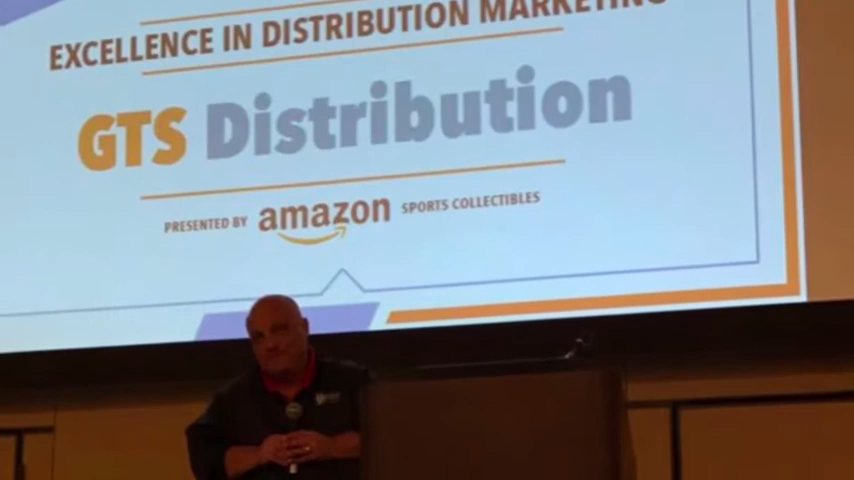 EXCELLENCE IN DISTRIBUTION MARKETING
GTS Distribution
PRESENTED BY amazon SPORTS COLLECTIBLES